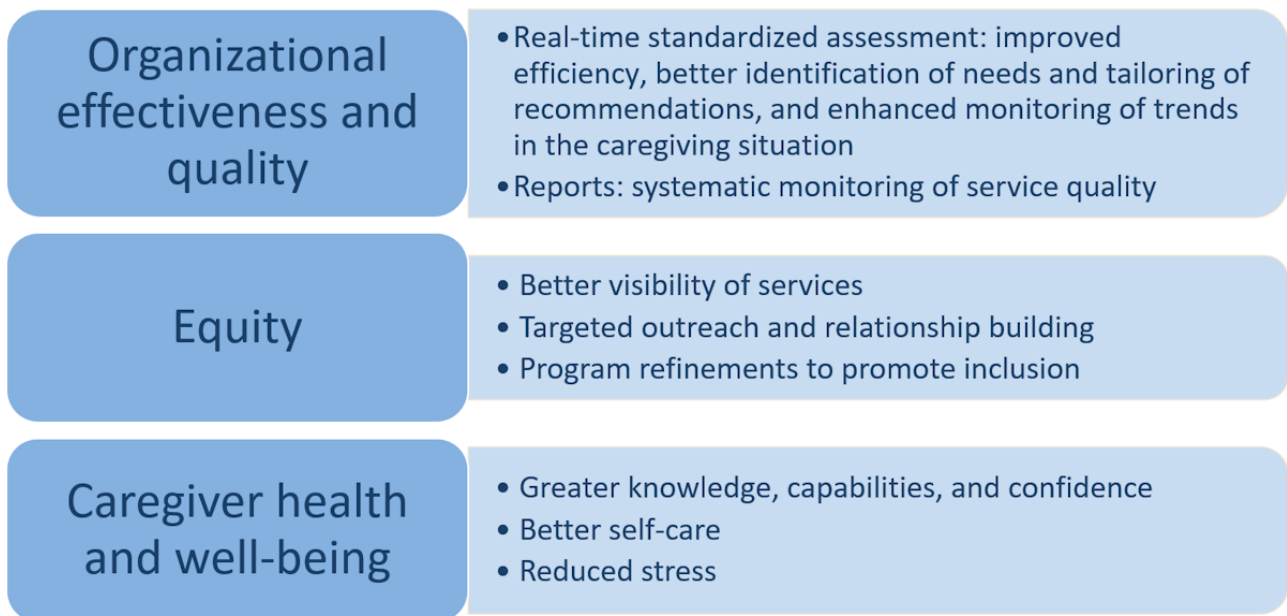 Organizational
effectiveness and
quality
•Real-time standardized assessment: improved
efficiency, better identification of needs and tailoring of
recommendations, and enhanced monitoring of trends
in the caregiving situation
•Reports: systematic monitoring of service quality
Equity
• Better visibility of services
• Targeted outreach and relationship building
• Program refinements to promote inclusion
Caregiver health
and well-being
• Greater knowledge, capabilities, and confidence
• Better self-care
• Reduced stress